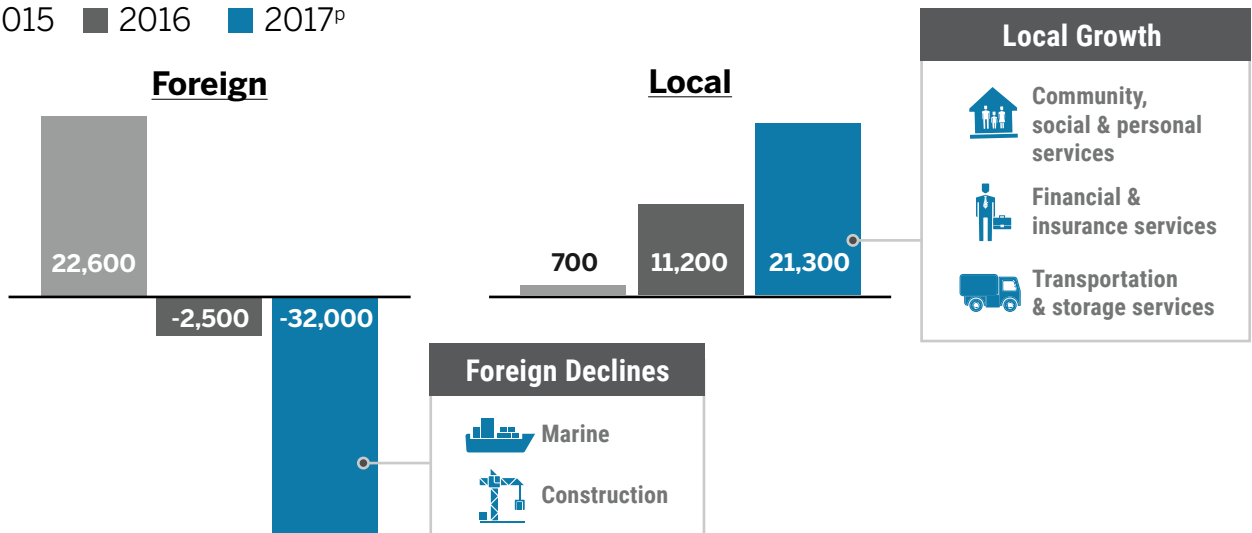 015 2016 2017ᵖ
Foreign
22,600
-2,500
-32,000
Foreign Declines
Marine
Construction
Local
700
11,200
21,300
Local Growth
Community,
social & personal
services
Financial &
insurance services
Transportation
& storage services